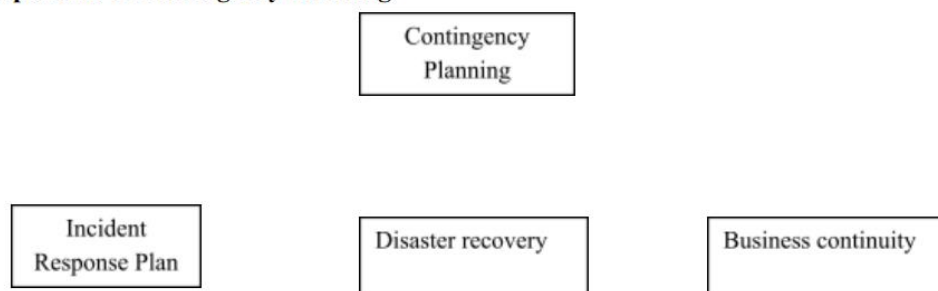 Contingency
Planning
Incident
Response Plan
Disaster recovery
Business continuity